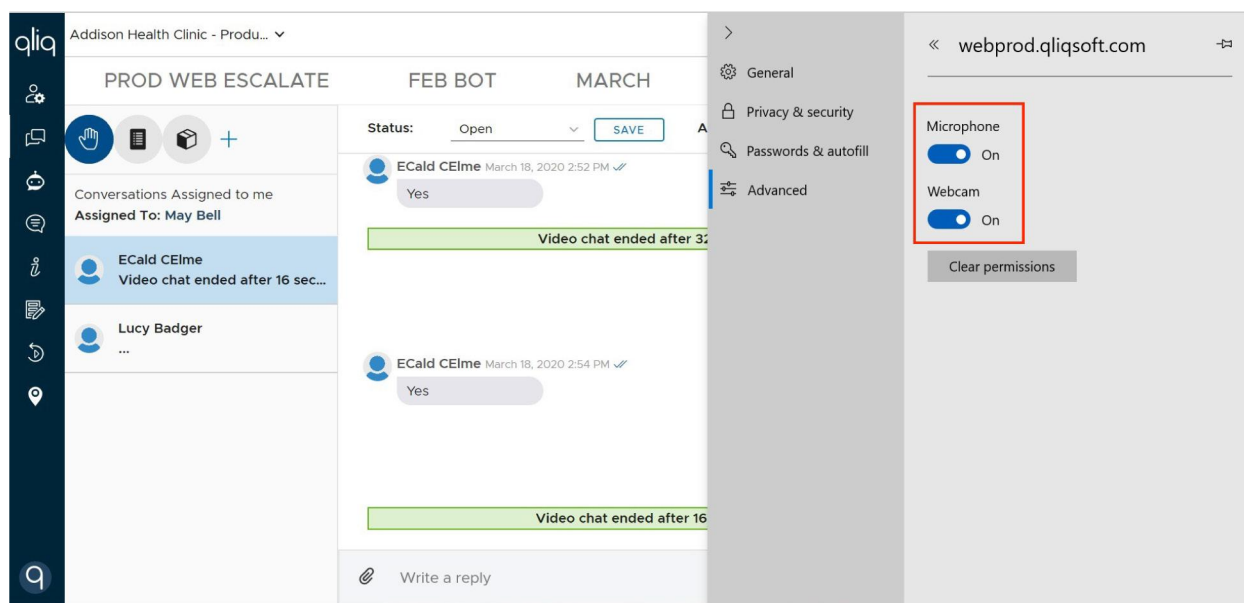 qliq
Addison Health Clinic - Produ...
PROD WEB ESCALATE
FEB BOT
MARCH
Conversations Assigned to me
Assigned To: May Bell
ECald CElme
Video chat ended after 16 sec...
Lucy Badger
...
Status:
Open
SAVE
A
ECald CElme March 18, 2020 2:52 PM
Yes
Video chat ended after 32
ECald CElme March 18, 2020 2:54 PM
Yes
Video chat ended after 16
Write a reply
q
General
Privacy & security
Passwords & autofill
Advanced
« webprod.qliqsoft.com
Microphone
On
Webcam
On
Clear permissions